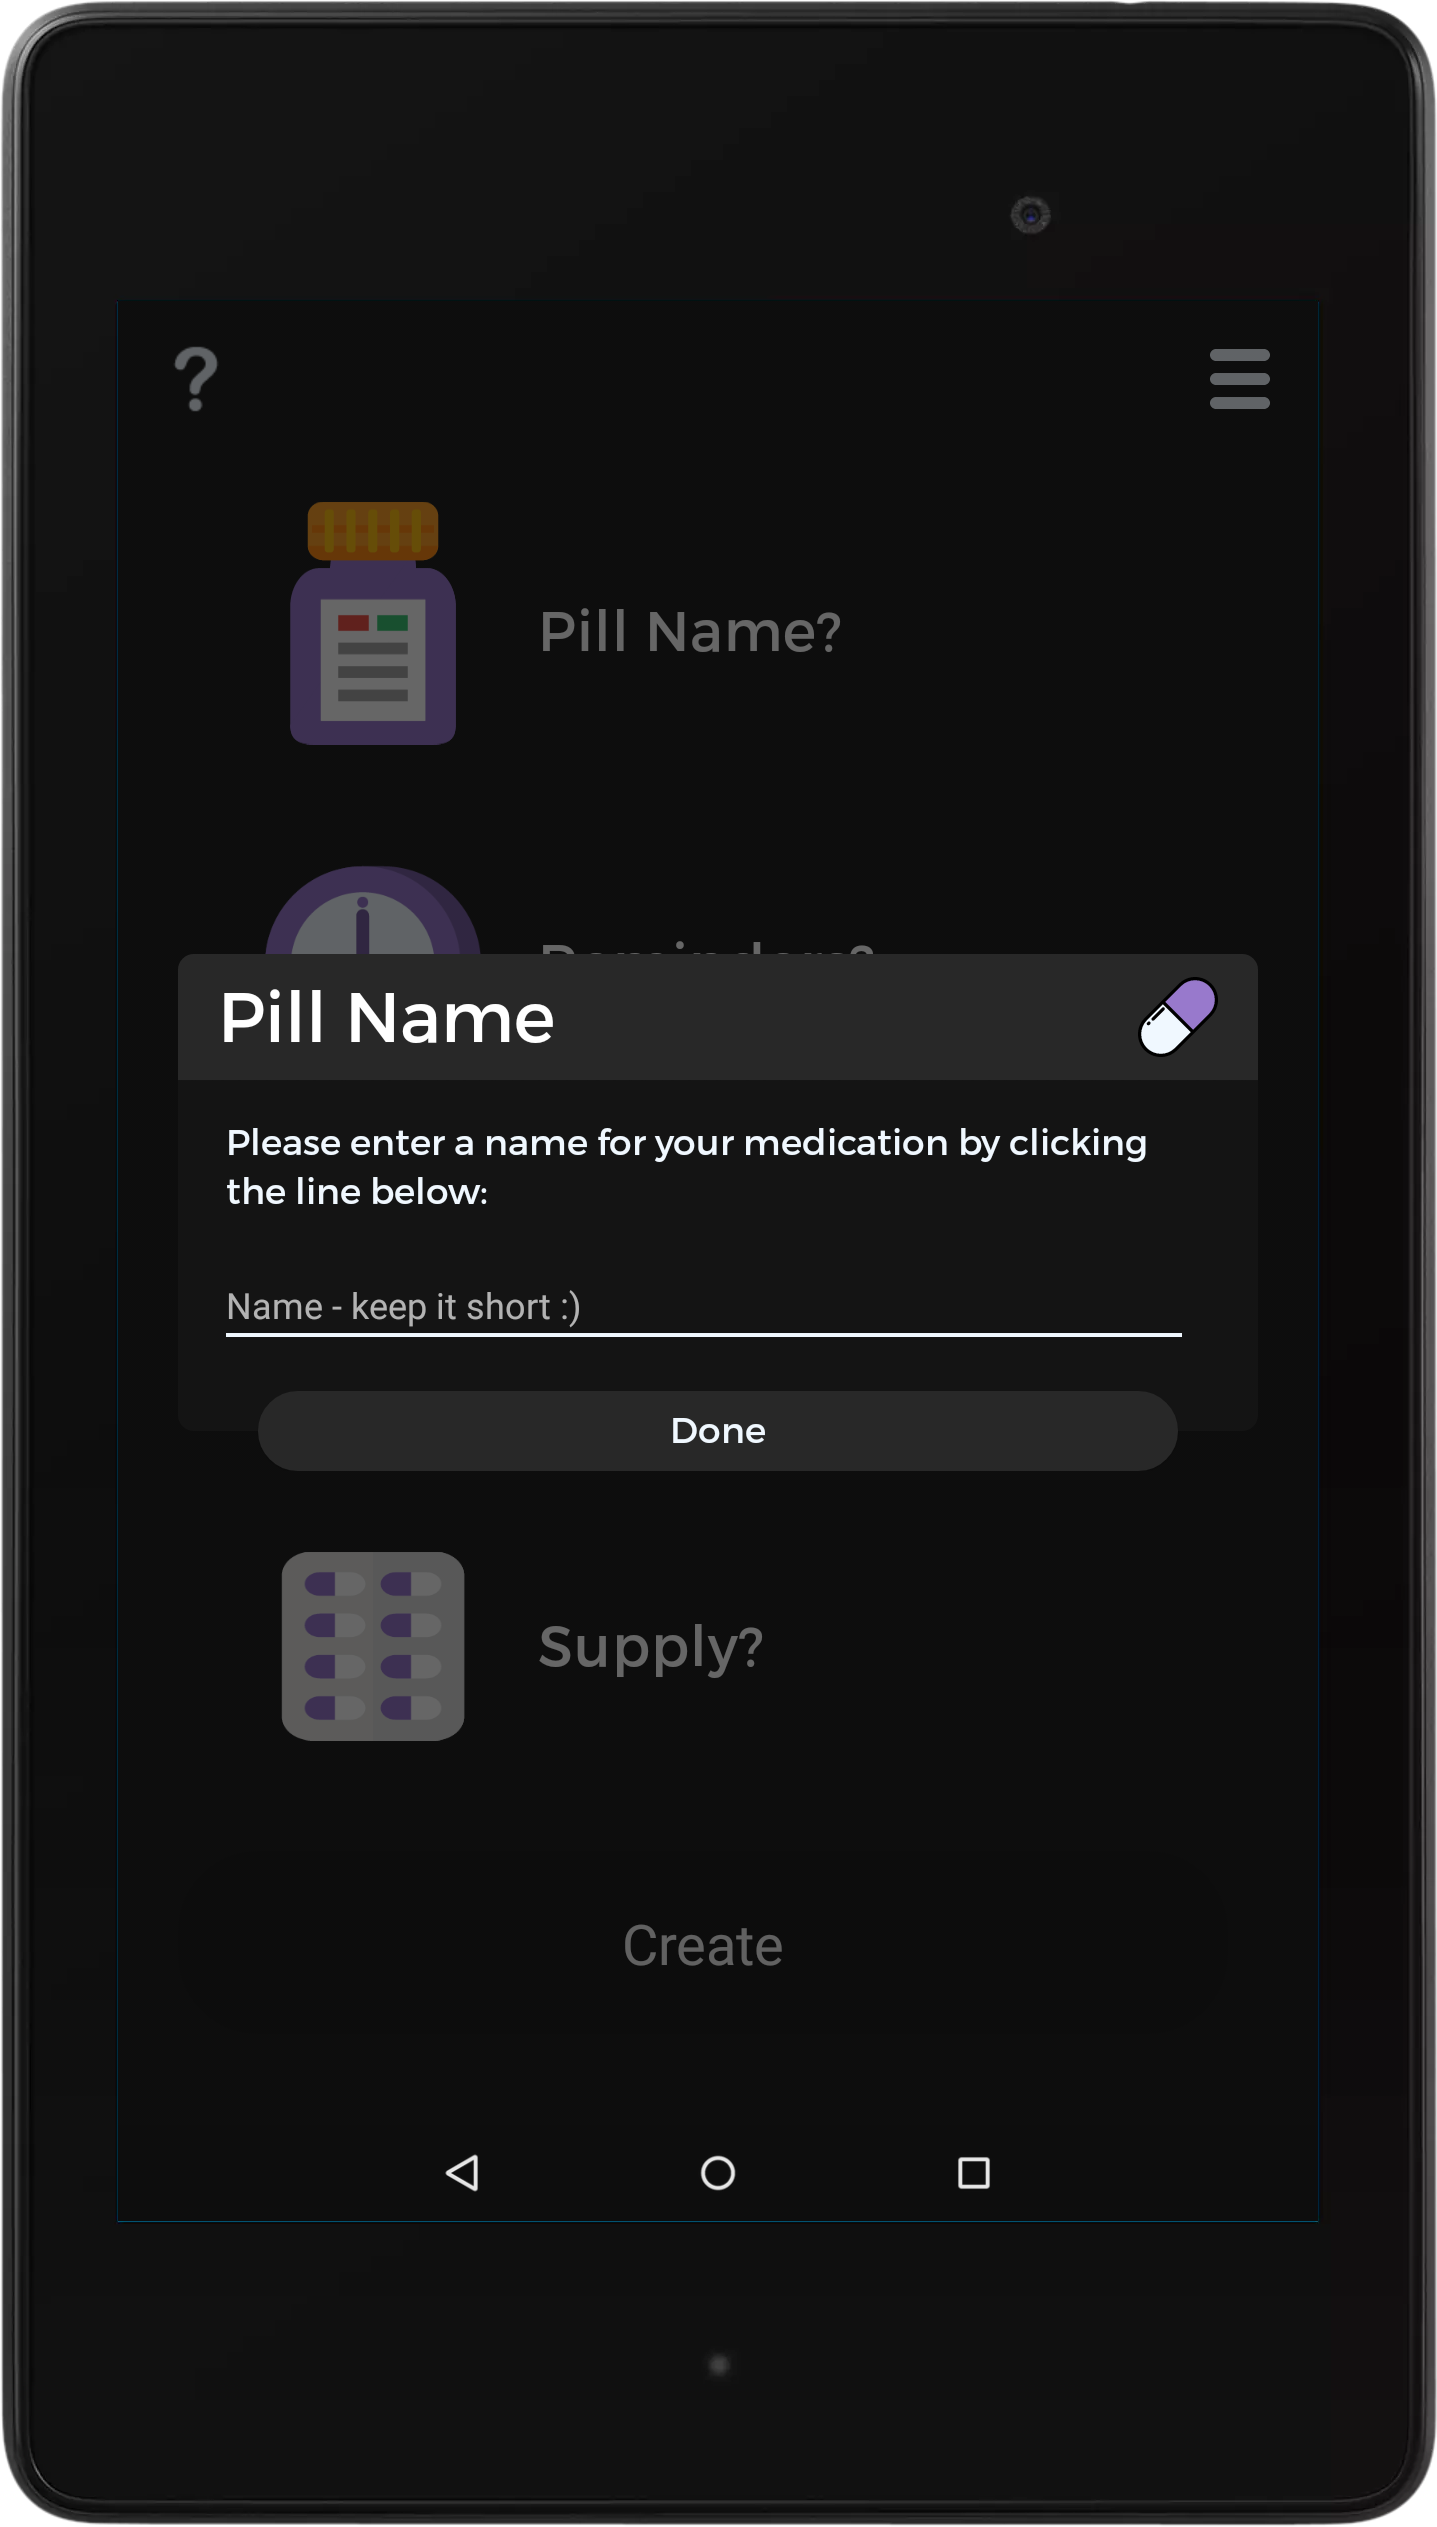 Pill Name?
Reminders?
Pill Name
Please enter a name for your medication by clicking
the line below:
Name - keep it short :)
Done
Supply?
Create